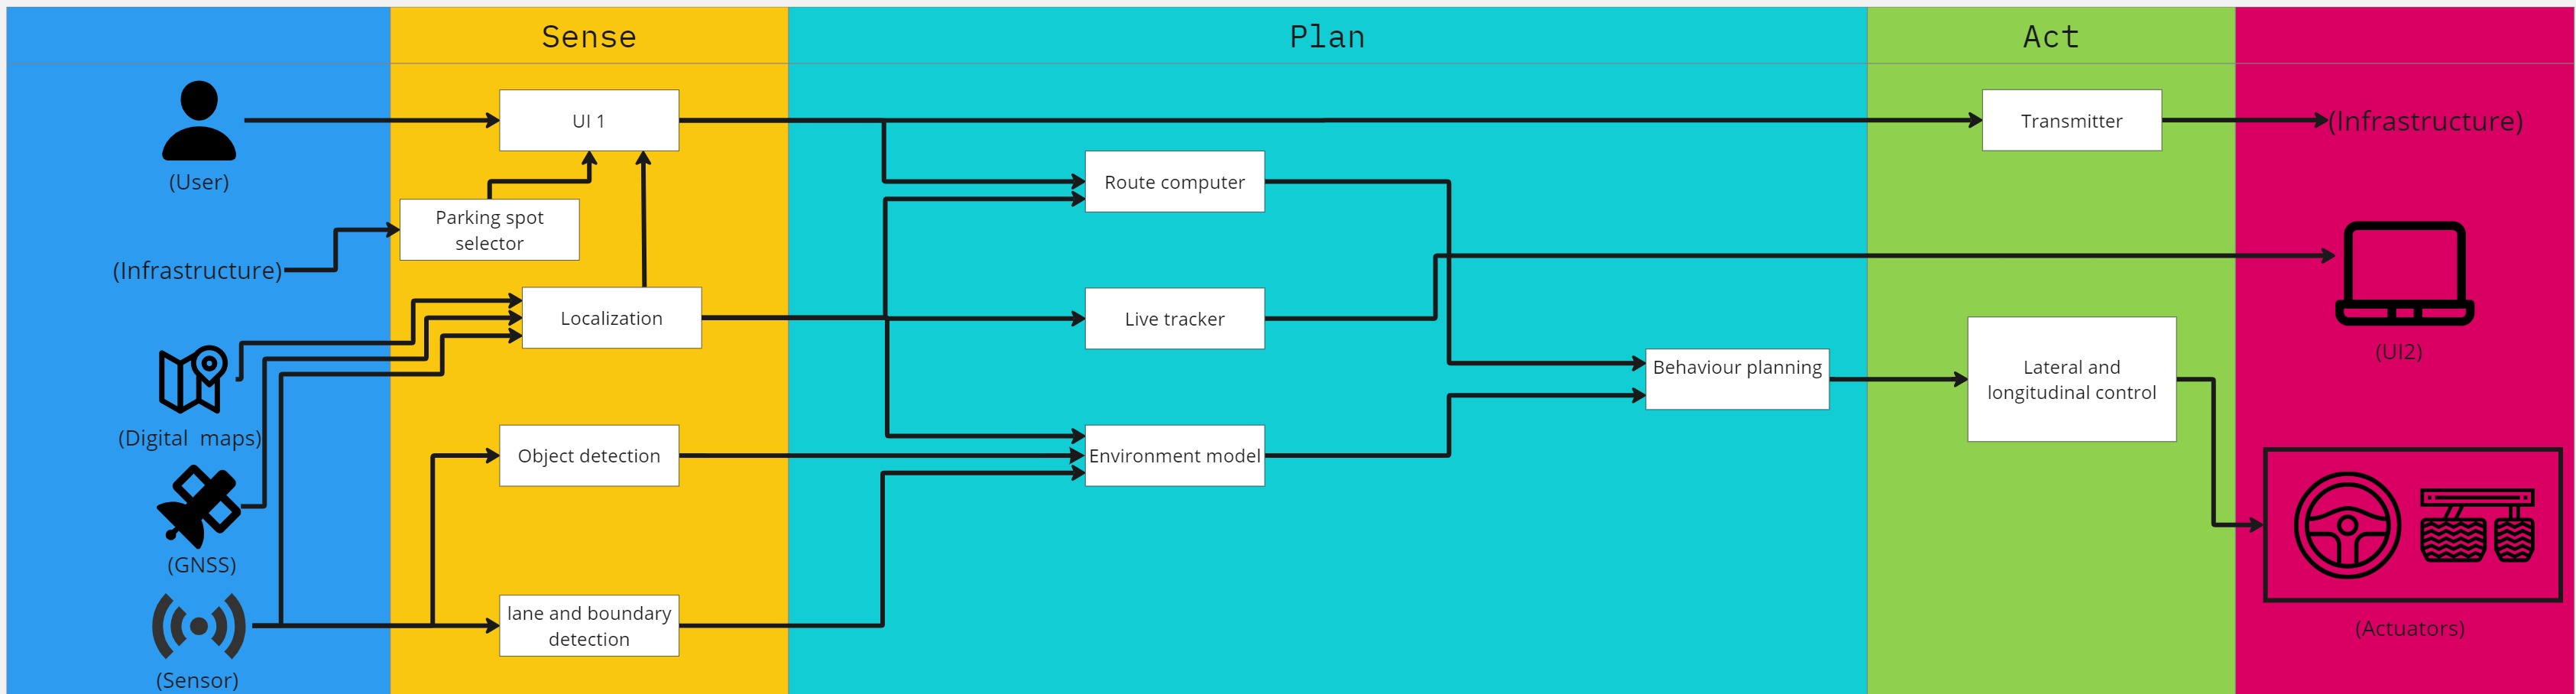 Sense
Plan
Act
(User)
(Infrastructure)
(Digital  maps)
(GNSS)
(Sensor)
UI 1
Parking spot
selector
Localization
Object detection
lane and boundary
detection
Route computer
Live tracker
Environment model
Behaviour planning
Transmitter
Lateral and
longitudinal control
(Infrastructure)
(UI2)
(Actuators)